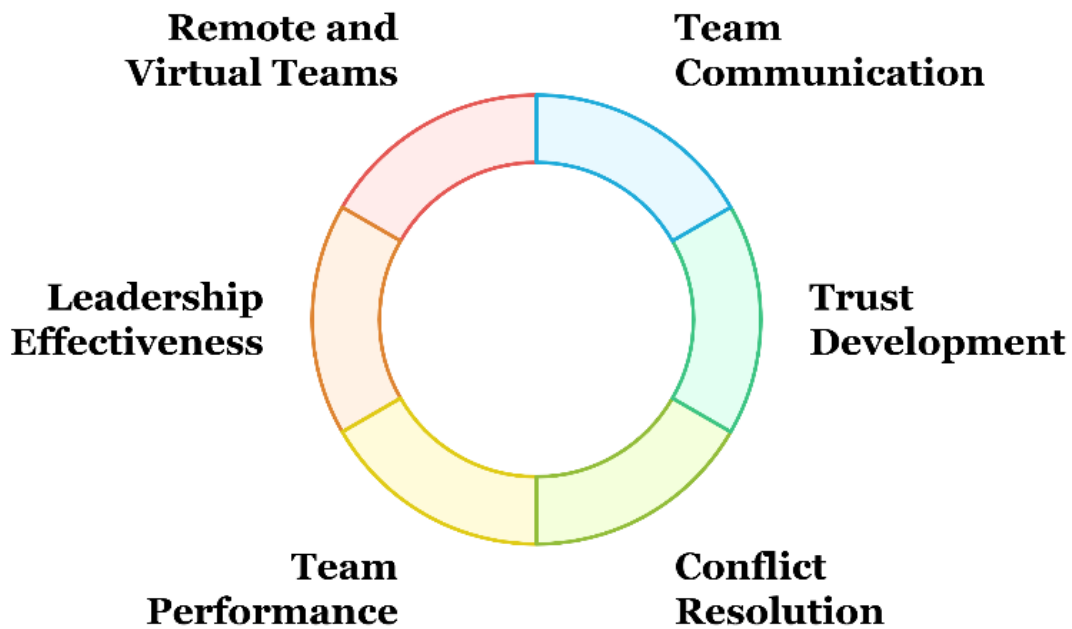 Remote and
Virtual Teams
Team
Communication
Leadership
Effectiveness
Trust
Development
Team
Performance
Conflict
Resolution